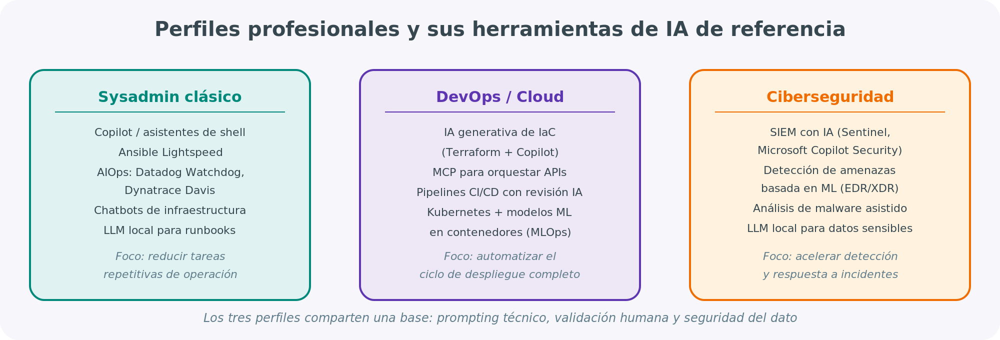 Perfiles profesionales y sus herramientas de IA de referencia
Sysadmin clásico
Copilot / asistentes de shell
Ansible Lightspeed
AIOps: Datadog Watchdog,
Dynatrace Davis
Chatbots de infraestructura
LLM local para runbooks
Foco: reducir tareas
repetitivas de operación
DevOps / Cloud
IA generativa de IaC
(Terraform + Copilot)
MCP para orquestar APIs
Pipelines CI/CD con revisión IA
Kubernetes + modelos ML
en contenedores (MLOps)
Foco: automatizar el
ciclo de despliegue completo
Ciberseguridad
SIEM con IA (Sentinel,
Microsoft Copilot Security)
Detección de amenazas
basada en ML (EDR/XDR)
Análisis de malware asistido
LLM local para datos sensibles
Foco: acelerar detección
y respuesta a incidentes
Los tres perfiles comparten una base: prompting técnico, validación humana y seguridad del dato